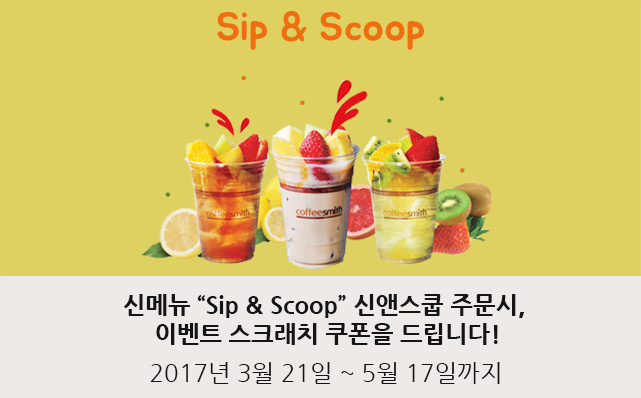 Sip & Scoop
coffeesmith coffeesmith coffeesmith
신메뉴 “Sip & Scoop” 신앤스쿱 주문시,
이벤트 스크래치 쿠폰을 드립니다!
2017년 3월 21일 ~ 5월 17일까지